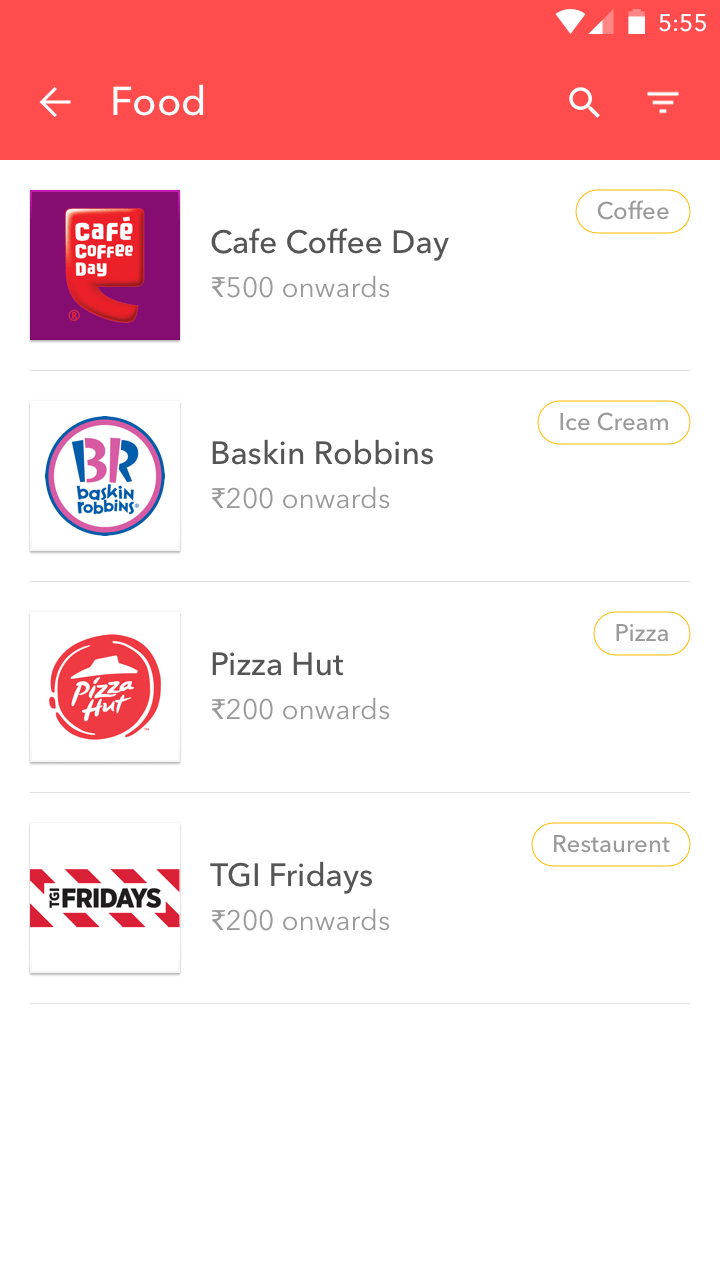 5:55
Food
Coffee
Café
Coffee
Day
®
Cafe Coffee Day
₹500 onwards
Ice Cream
BR
baskin
robbins®
Baskin Robbins
₹200 onwards
Pizza
Pizza
Hut
™
Pizza Hut
₹200 onwards
Restaurent
TGI FRIDAYS
TGI Fridays
₹200 onwards